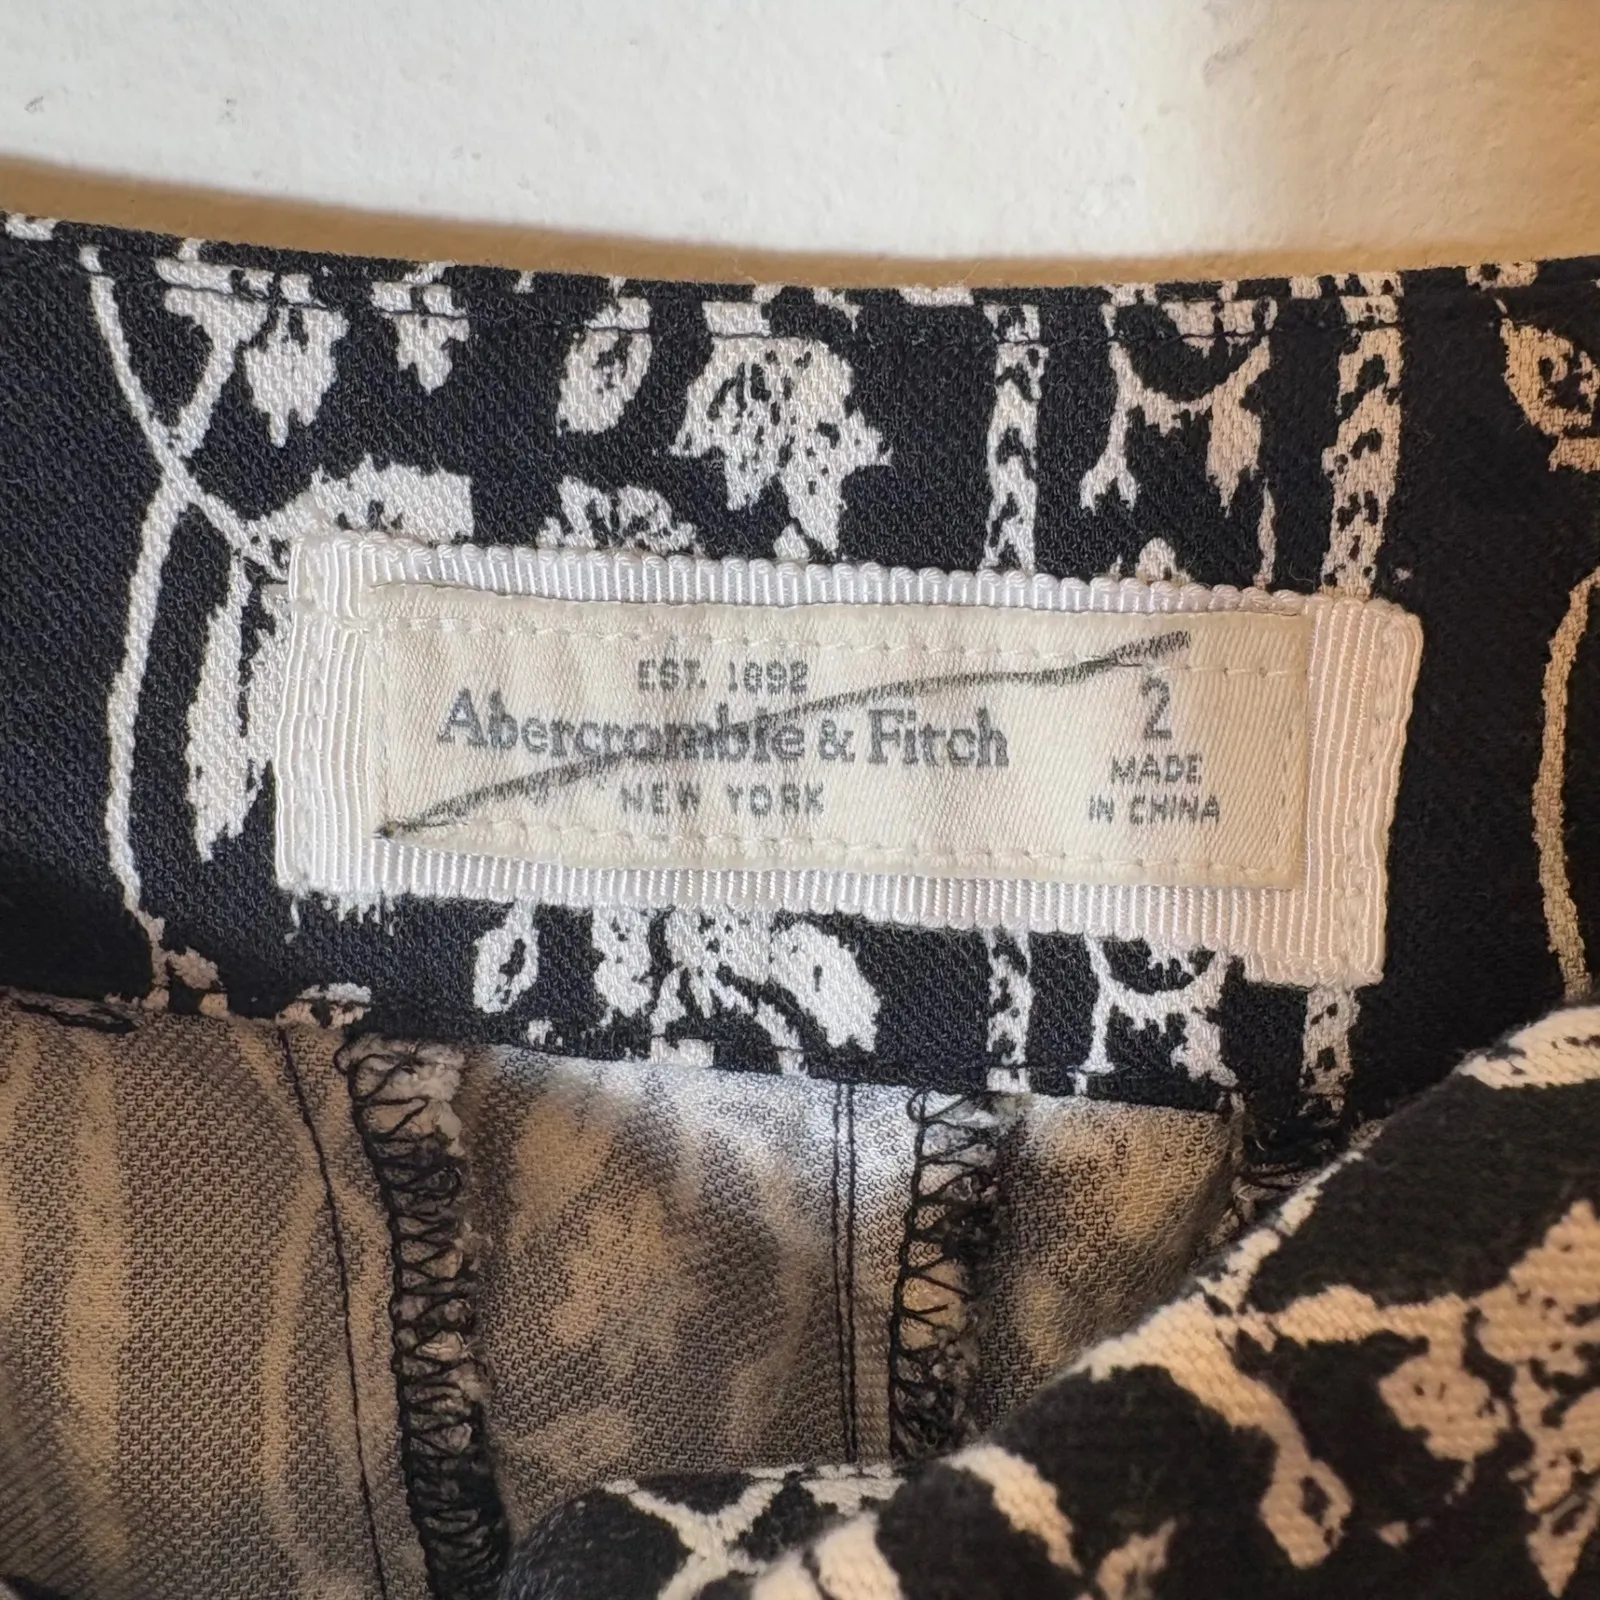 EST. 1892
Abercrombie & Fitch
NEW YORK
2
MADE
IN CHINA